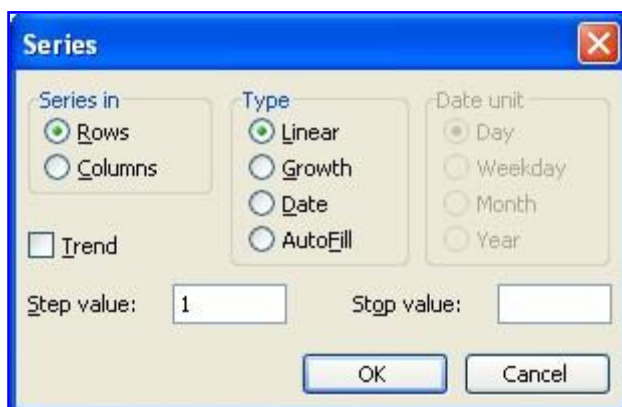 Series
Series in
Rows
Columns
Trend
Type
Linear
Growth
Date
AutoFill
Date unit
Day
Weekday
Month
Year
Step value: 1
Stop value:
OK Cancel